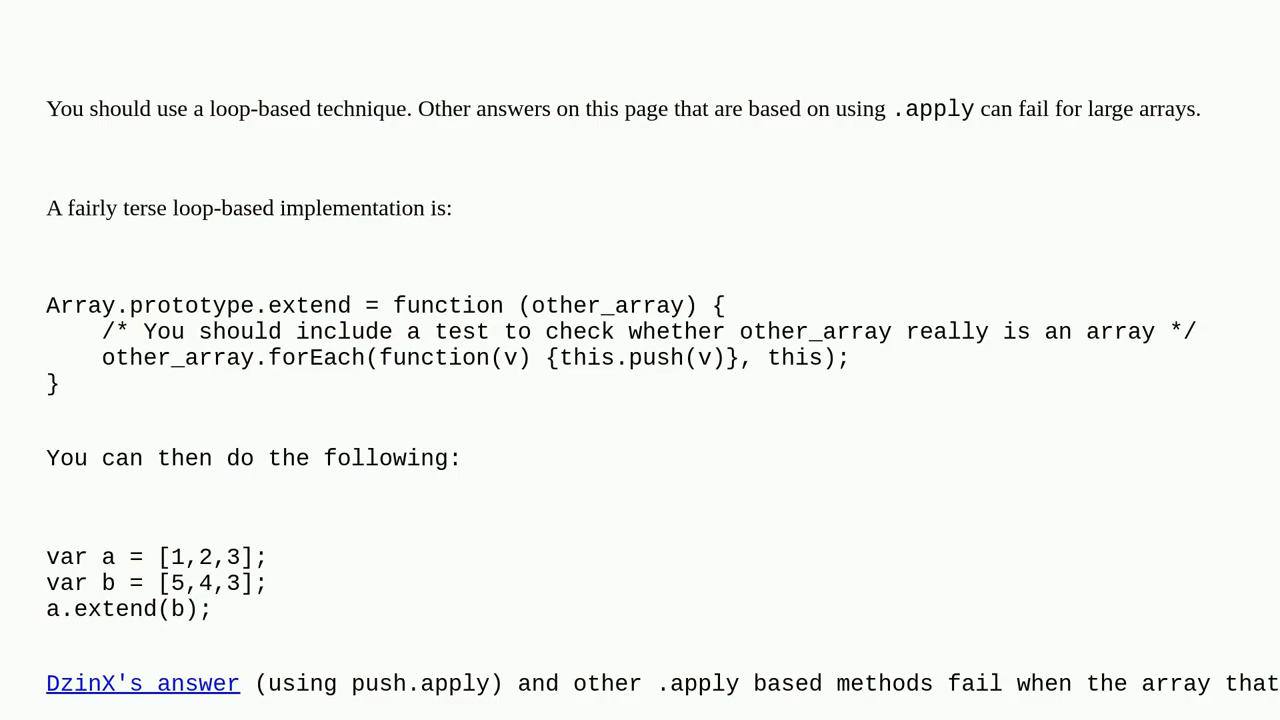 You should use a loop-based technique. Other answers on this page that are based on using .apply can fail for large arrays.
A fairly terse loop-based implementation is:
Array.prototype.extend = function (other_array) {
    /* You should include a test to check whether other_array really is an array */
    other_array.forEach(function(v) {this.push(v)}, this);
}
You can then do the following:
var a = [1,2,3];
var b = [5,4,3];
a.extend(b);
DzinX's answer (using push.apply) and other .apply based methods fail when the array that